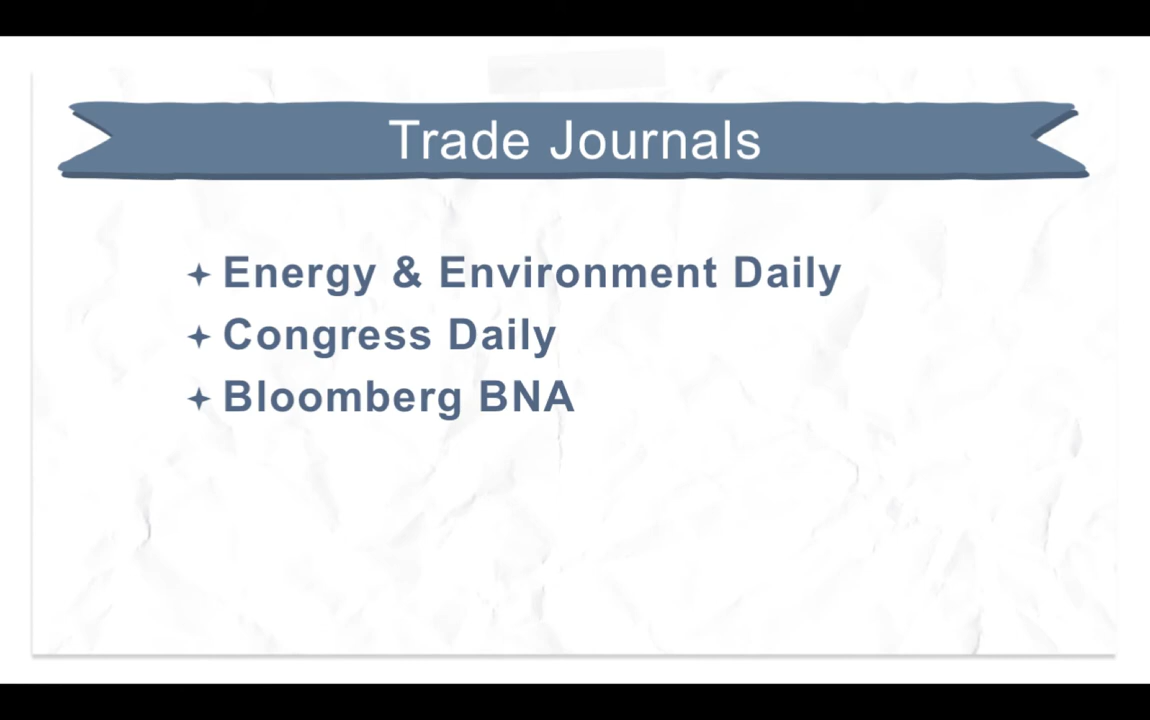 Trade Journals
Energy & Environment Daily
Congress Daily
Bloomberg BNA